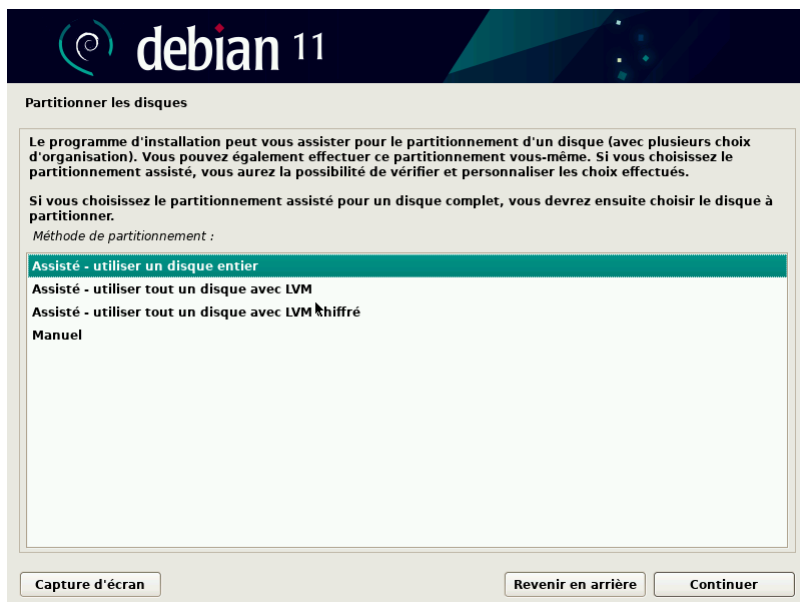 debian 11
Partitionner les disques
Le programme d'installation peut vous assister pour le partitionnement d'un disque (avec plusieurs choix
d'organisation). Vous pouvez également effectuer ce partitionnement vous-même. Si vous choisissez le
partitionnement assisté, vous aurez la possibilité de vérifier et personnaliser les choix effectués.
Si vous choisissez le partitionnement assisté pour un disque complet, vous devrez ensuite choisir le disque à
partitionner.
Méthode de partitionnement :
Assisté - utiliser un disque entier
Assisté - utiliser tout un disque avec LVM
Assisté - utiliser tout un disque avec LVM chiffré
Manuel
Capture d'écran
Revenir en arrière
Continuer